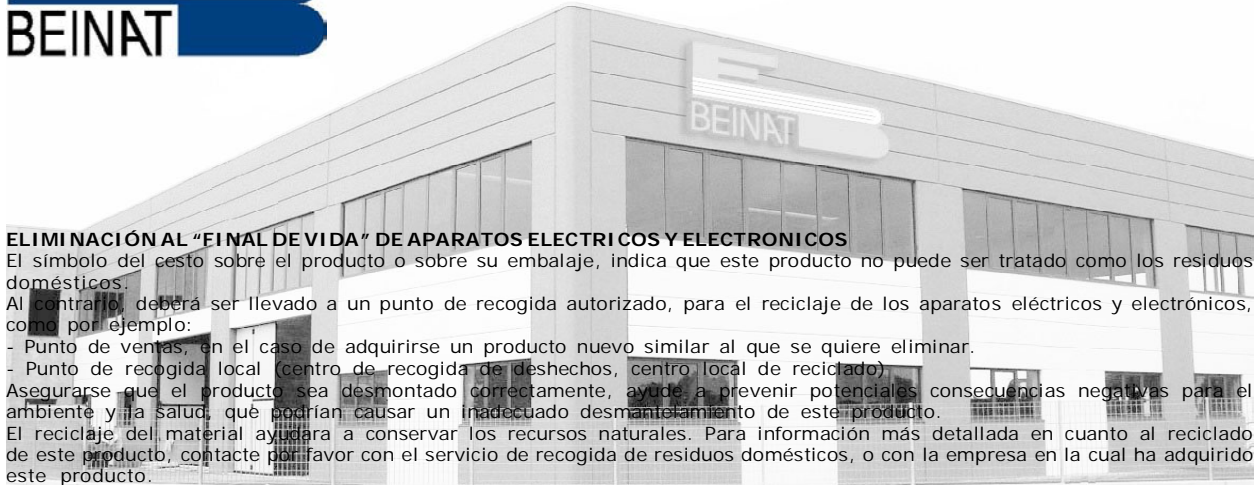 BEINAT
BEINAT
ELIMINACIÓN AL “FINAL DE VIDA” DE APARATOS ELECTRICOS Y ELECTRONICOS
El símbolo del cesto sobre el producto o sobre su embalaje, indica que este producto no puede ser tratado como los residuos
domésticos.
Al contrario, deberá ser llevado a un punto de recogida autorizado, para el reciclaje de los aparatos eléctricos y electrónicos,
como por ejemplo:
- Punto de ventas, en el caso de adquirirse un producto nuevo similar al que se quiere eliminar.
- Punto de recogida local (centro de recogida de deshechos, centro local de reciclado)
Asegurarse que el producto sea desmontado correctamente, ayude a prevenir potenciales consecuencias negativas para el
ambiente y la salud, que podrían causar un inadecuado desmantelamiento de este producto.
El reciclaje del material ayudara a conservar los recursos naturales. Para información más detallada en cuanto al reciclado
de este producto, contacte por favor con el servicio de recogida de residuos domésticos, o con la empresa en la cual ha adquirido
este producto.